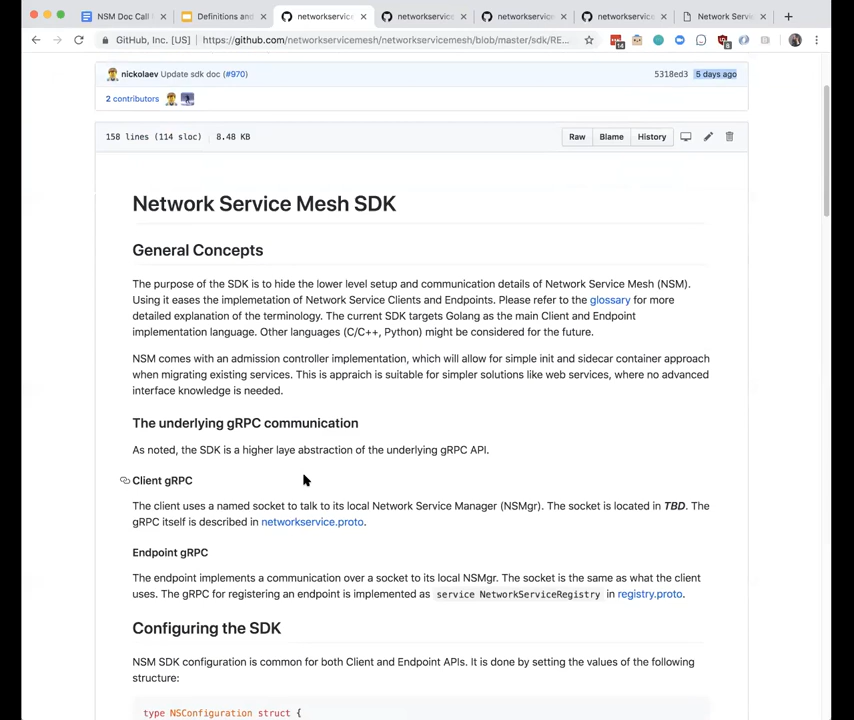 NSM Doc Call
Definitions and
networkservice
networkservice
networkservice
networkservice
Network Serv
GitHub, Inc. [US] https://github.com/networkservicemesh/networkservicemesh/blob/master/sdk/RE...
nickolaev Update sdk doc (#970) 5318ed3 5 days ago
2 contributors
158 lines (114 sloc) 8.48 KB Raw Blame History
Network Service Mesh SDK
General Concepts
The purpose of the SDK is to hide the lower level setup and communication details of Network Service Mesh (NSM).
Using it eases the implemetation of Network Service Clients and Endpoints. Please refer to the glossary for more
detailed explanation of the terminology. The current SDK targets Golang as the main Client and Endpoint
implementation language. Other languages (C/C++, Python) might be considered for the future.
NSM comes with an admission controller implementation, which will allow for simple init and sidecar container approach
when migrating existing services. This is appraich is suitable for simpler solutions like web services, where no advanced
interface knowledge is needed.
The underlying gRPC communication
As noted, the SDK is a higher laye abstraction of the underlying gRPC API.
Client gRPC
The client uses a named socket to talk to its local Network Service Manager (NSMgr). The socket is located in TBD. The
gRPC itself is described in networkservice.proto.
Endpoint gRPC
The endpoint implements a communication over a socket to its local NSMgr. The socket is the same as what the client
uses. The gRPC for registering an endpoint is implemented as service NetworkServiceRegistry in registry.proto.
Configuring the SDK
NSM SDK configuration is common for both Client and Endpoint APIs. It is done by setting the values of the following
structure:
type NSConfiguration struct {